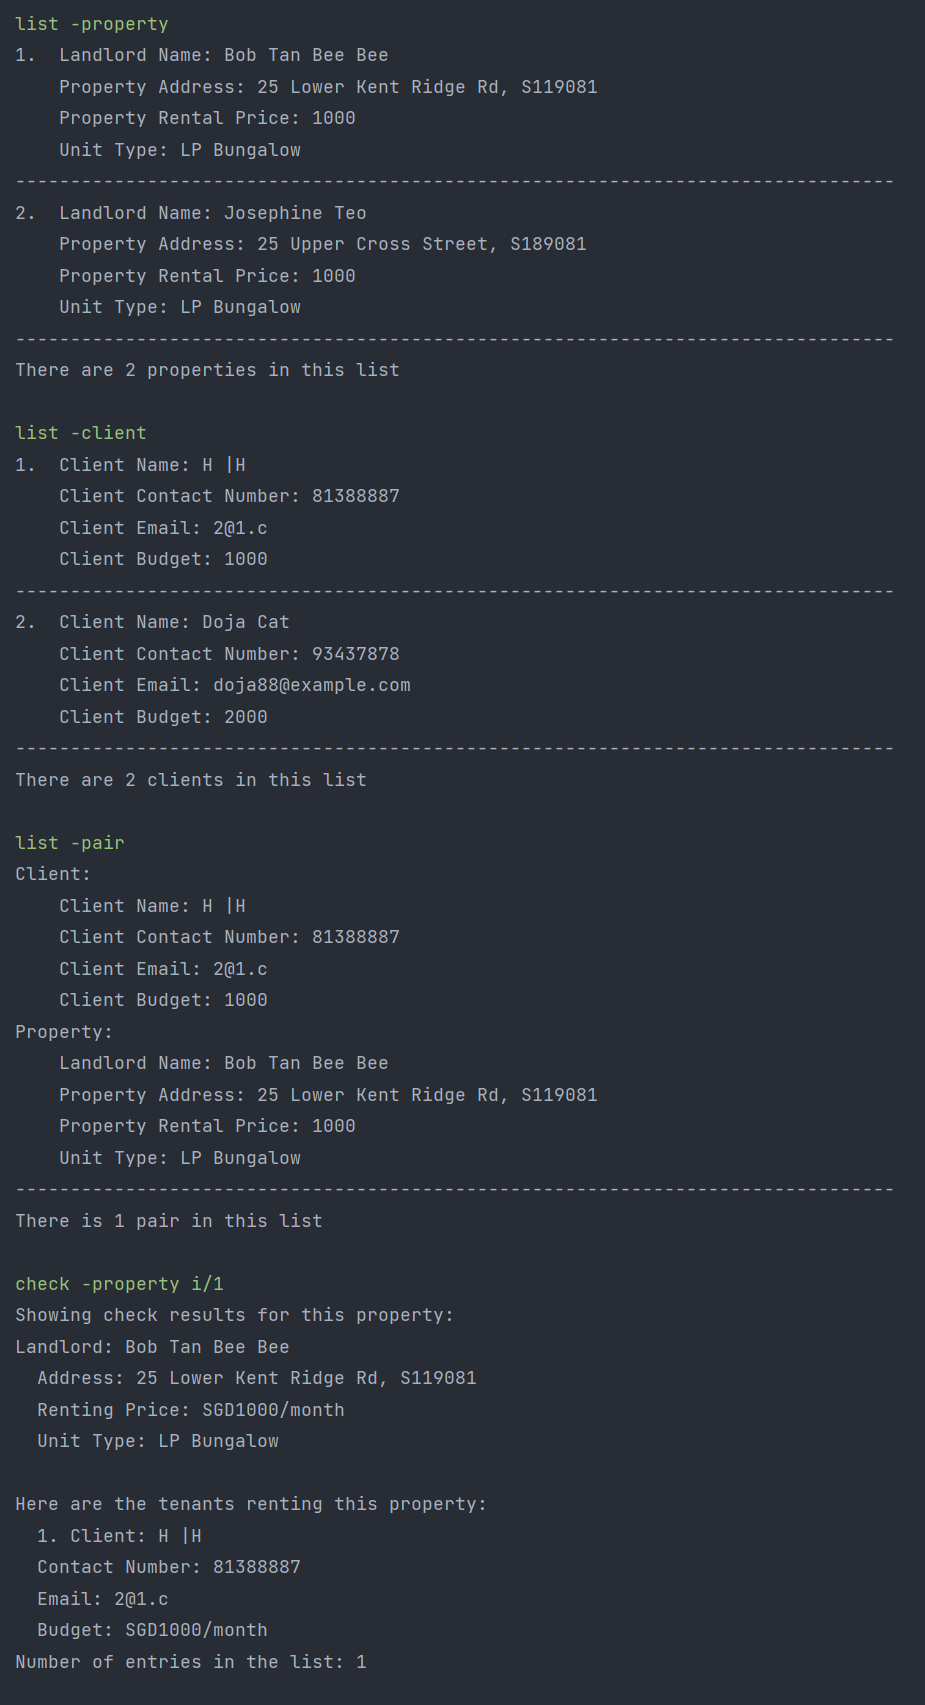 list -property
1.  Landlord Name: Bob Tan Bee Bee
    Property Address: 25 Lower Kent Ridge Rd, S119081
    Property Rental Price: 1000
    Unit Type: LP Bungalow
--------------------------------------------------------------------------------
2.  Landlord Name: Josephine Teo
    Property Address: 25 Upper Cross Street, S189081
    Property Rental Price: 1000
    Unit Type: LP Bungalow
--------------------------------------------------------------------------------
There are 2 properties in this list

list -client
1.  Client Name: H |H
    Client Contact Number: 81388887
    Client Email: 2@1.c
    Client Budget: 1000
--------------------------------------------------------------------------------
2.  Client Name: Doja Cat
    Client Contact Number: 93437878
    Client Email: doja88@example.com
    Client Budget: 2000
--------------------------------------------------------------------------------
There are 2 clients in this list

list -pair
Client:
    Client Name: H |H
    Client Contact Number: 81388887
    Client Email: 2@1.c
    Client Budget: 1000
Property:
    Landlord Name: Bob Tan Bee Bee
    Property Address: 25 Lower Kent Ridge Rd, S119081
    Property Rental Price: 1000
    Unit Type: LP Bungalow
--------------------------------------------------------------------------------
There is 1 pair in this list

check -property i/1
Showing check results for this property:
Landlord: Bob Tan Bee Bee
  Address: 25 Lower Kent Ridge Rd, S119081
  Renting Price: SGD1000/month
  Unit Type: LP Bungalow

Here are the tenants renting this property:
  1. Client: H |H
  Contact Number: 81388887
  Email: 2@1.c
  Budget: SGD1000/month
Number of entries in the list: 1